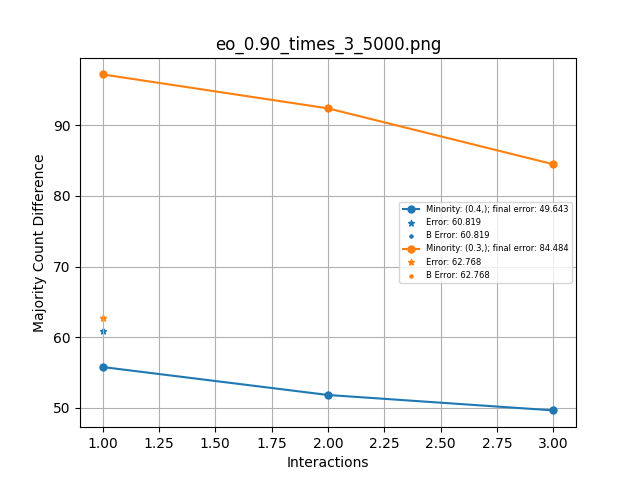 eo_0.90_times_3_5000.png
Majority Count Difference
90
80
70
60
50
Minority: (0.4,); final error: 49.643
Error: 60.819
B Error: 60.819
Minority: (0.3,); final error: 84.484
Error: 62.768
B Error: 62.768
1.00 1.25 1.50 1.75 2.00 2.25 2.50 2.75 3.00
Interactions